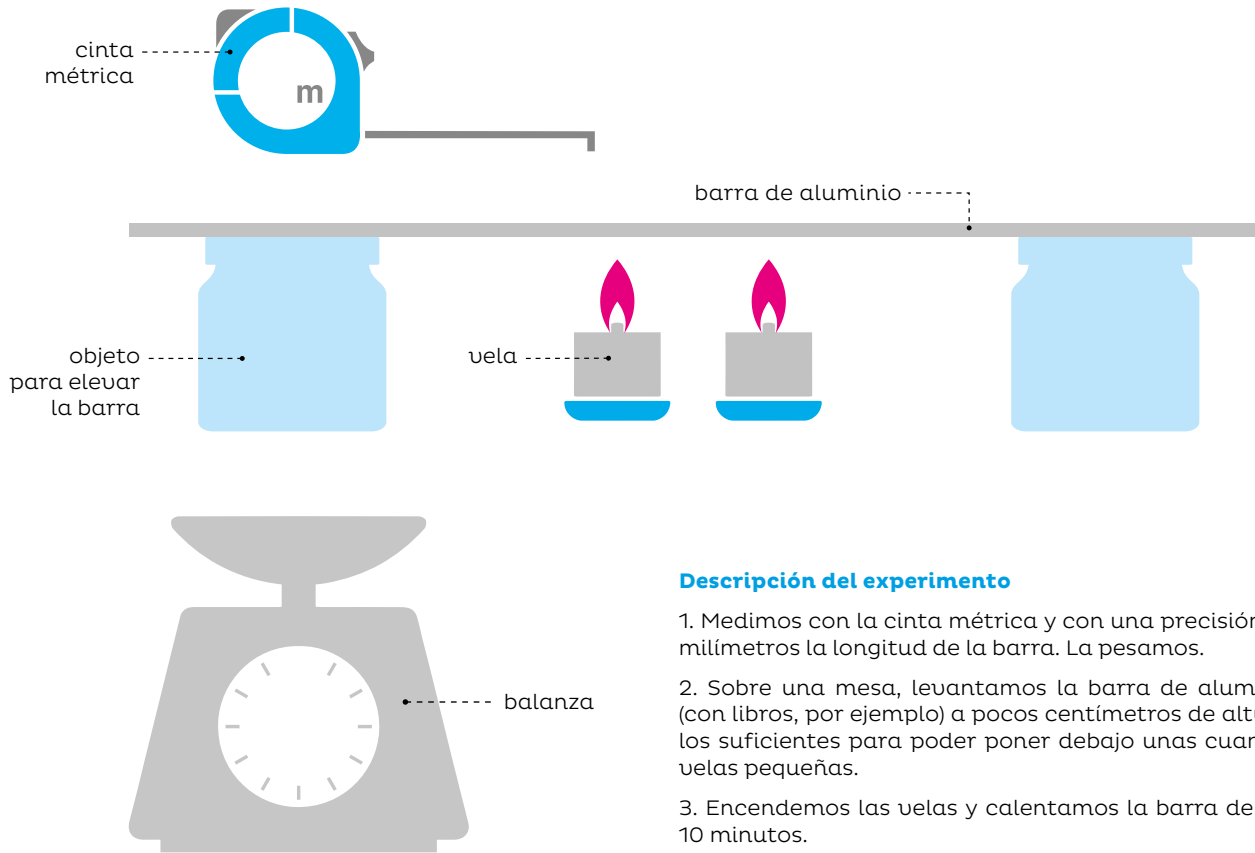 cinta
métrica
m
barra de aluminio
objeto
para elevar
la barra
vela
balanza
Descripción del experimento
1. Medimos con la cinta métrica y con una precisión
milímetros la longitud de la barra. La pesamos.
2. Sobre una mesa, levantamos la barra de alum
(con libros, por ejemplo) a pocos centímetros de alt
los suficientes para poder poner debajo unas cuan
velas pequeñas.
3. Encendemos las velas y calentamos la barra de
10 minutos.